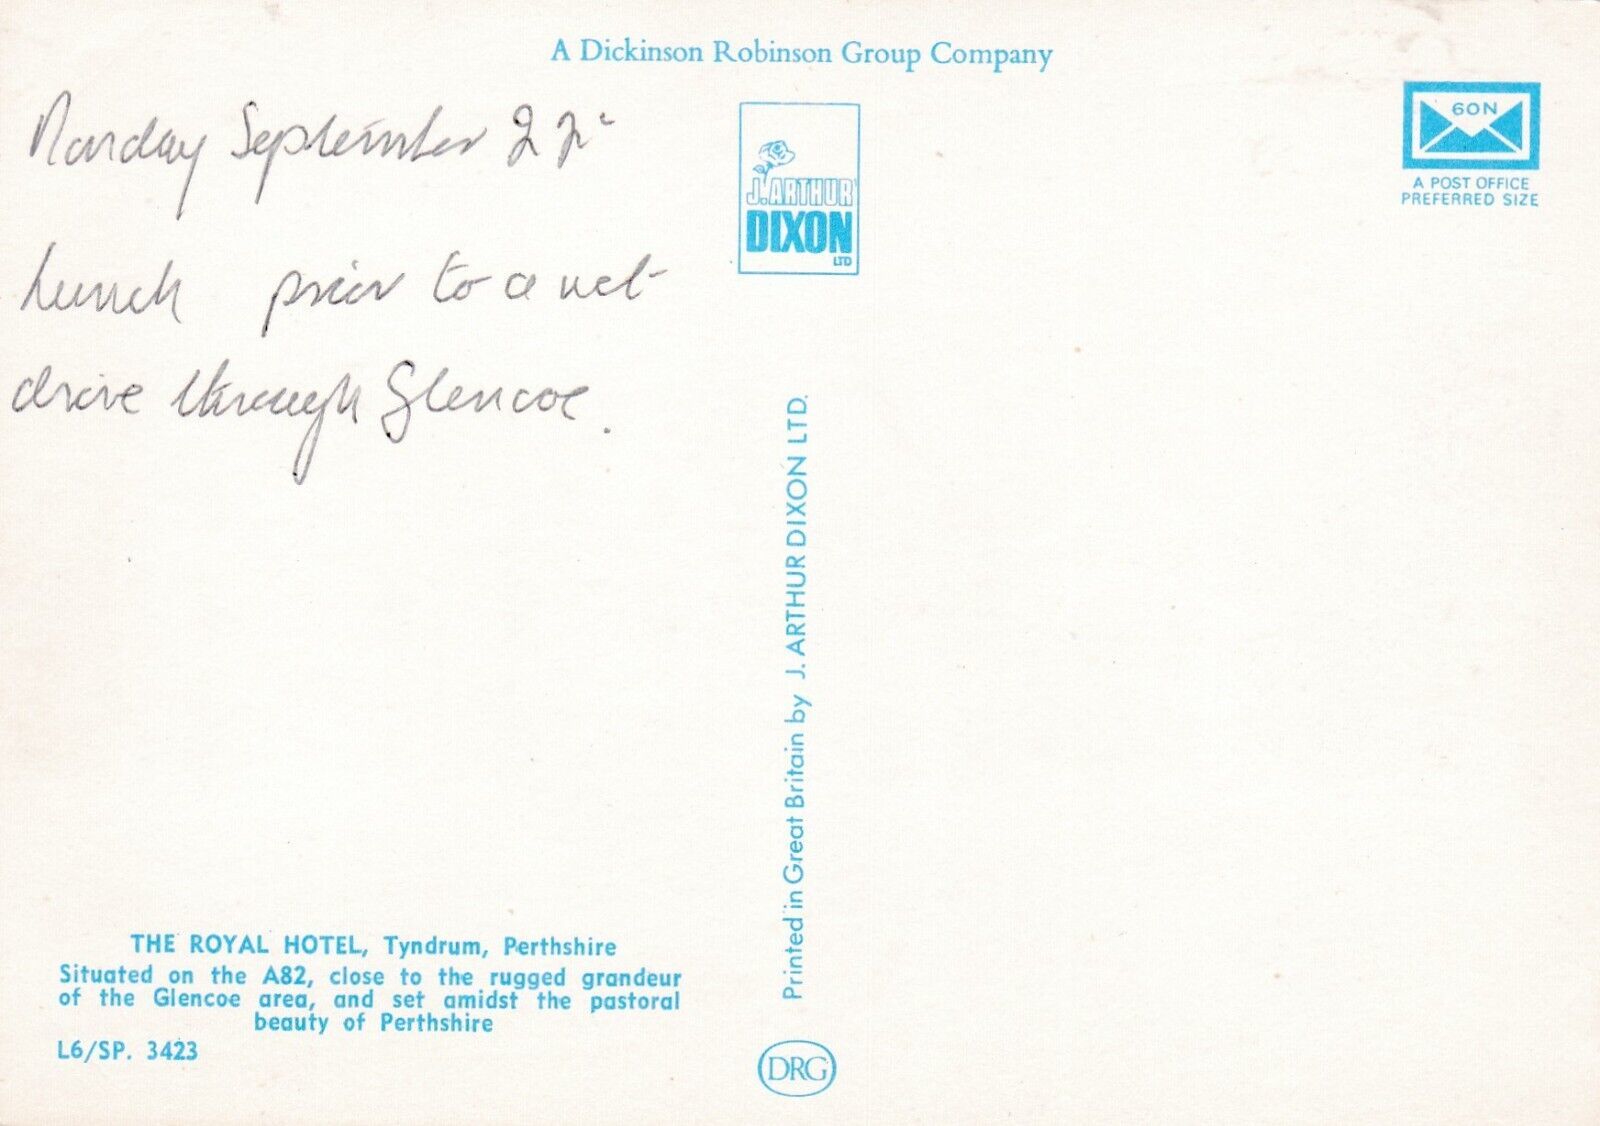 A Dickinson Robinson Group Company
Monday September 22
60N
A POST OFFICE
PREFERRED SIZE
J. ARTHUR
DIXON
LTD
Lunch prior to a wet
drive through Glencoe.
Printed in Great Britain by J. ARTHUR DIXON LTD.
THE ROYAL HOTEL, Tyndrum, Perthshire
Situated on the A82, close to the rugged grandeur
of the Glencoe area, and set amidst the pastoral
beauty of Perthshire
L6/SP. 3423
DRG